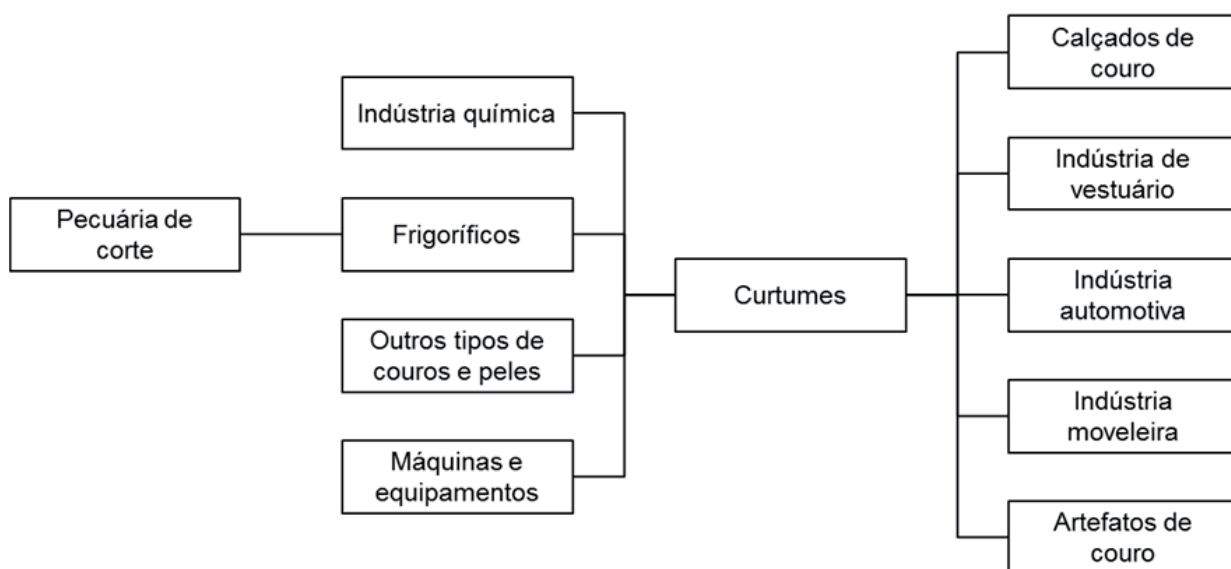 Pecuária de
corte
Indústria química
Frigoríficos
Outros tipos de
couros e peles
Máquinas e
equipamentos
Curtumes
Calçados de
couro
Indústria de
vestuário
Indústria
automotiva
Indústria
moveleira
Artefatos de
couro